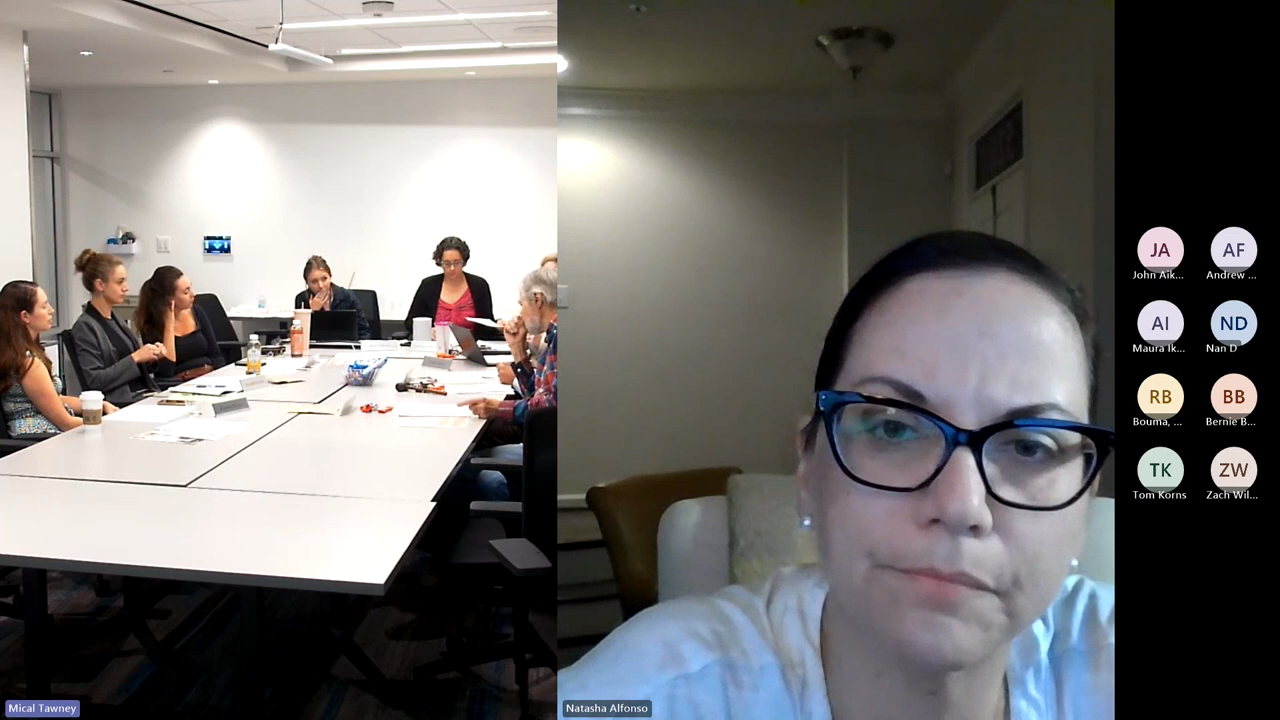 JA
John Aik...
AF
Andrew ...
AI
Maura Ik...
ND
Nan D
RB
Bouma, ...
BB
Bernie B...
TK
Tom Korns
ZW
Zach Wil...
Mical Tawney
Natasha Alfonso